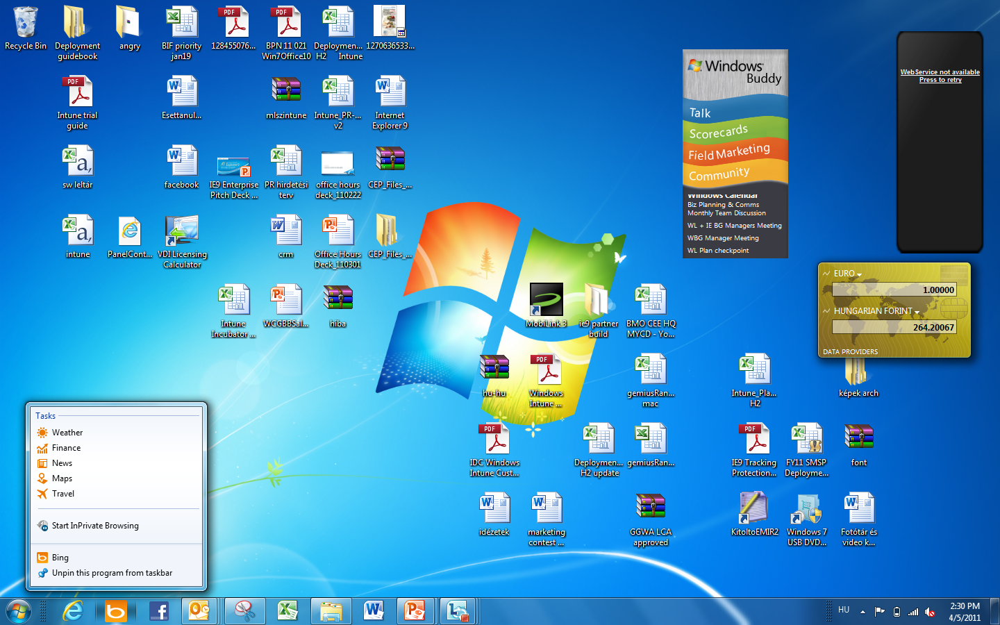 Recycle Bin
Deployment
guidebook
angry
BIF priority
jan19
128455076...
BPN 11 021
Win7Office10
Deploymen...
H2 Intune
1270636533...
Intune trial
guide
Esettanul...
mlszintune
Intune_PR-...
v2
Internet
Explorer 9
sw leltár
facebook
IE9 Enterprise
Pitch Deck ...
PR hirdetési
terv
office hours
deck_110222
CEP_Files_...
intune
PanelCont...
VDI Licensing
Calculator
crm
Office Hours
Deck_110301
CEP_Files_...
Intune
Incubator ...
WCGBBSal...
hiba
MobiLink3
ie9 partner
build
BMO CEE HQ
MYCD - Yo...
hu-hu
Windows
Intune ...
gemiusRan...
mac
Intune_Pla...
H2
képek arch
IDC Windows
Intune Cust...
Deploymen...
H2 update
gemiusRan...
IE9 Tracking
Protection...
FY11 SMSP
Deployme...
font
idézetek
marketing
contest ...
GGWA LCA
approved
KitoltoEMIR2
Windows 7
USB DVD...
Fotótár és
video k...
Windows
Buddy
Talk
Scorecards
Field Marketing
Community
Windows Calendar
Biz Planning & Comms
Monthly Team Discussion
WL + IE BG Managers Meeting
WBG Manager Meeting
WL Plan checkpoint
WebService not available
Press to retry
EURO
1.00000
HUNGARIAN FORINT
264.20067
DATA PROVIDERS
Tasks
Weather
Finance
News
Maps
Travel
Start InPrivate Browsing
Bing
Unpin this program from taskbar
HU
2:30 PM
4/5/2011